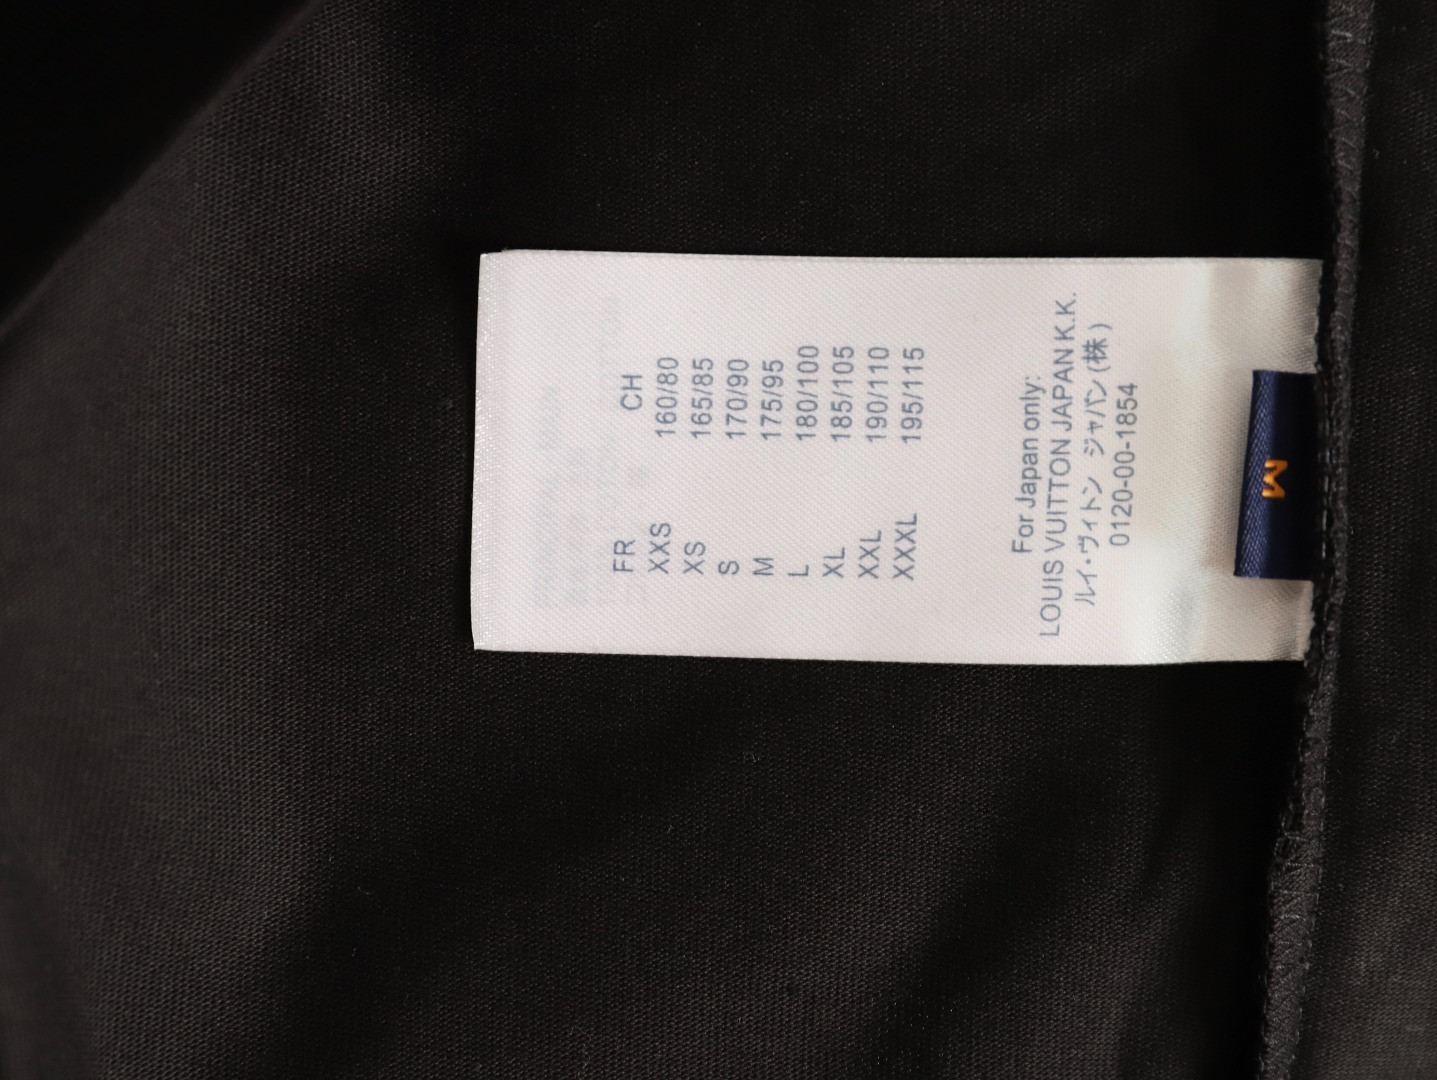 FR CH
XXS 160/80
XS 165/85
S 170/90
M 175/95
L 180/100
XL 185/105
XXL 190/110
XXXL 195/115
For Japan only:
LOUIS VUITTON JAPAN K.K.
ルイ・ヴィトン ジャパン(株)
0120-00-1854
M